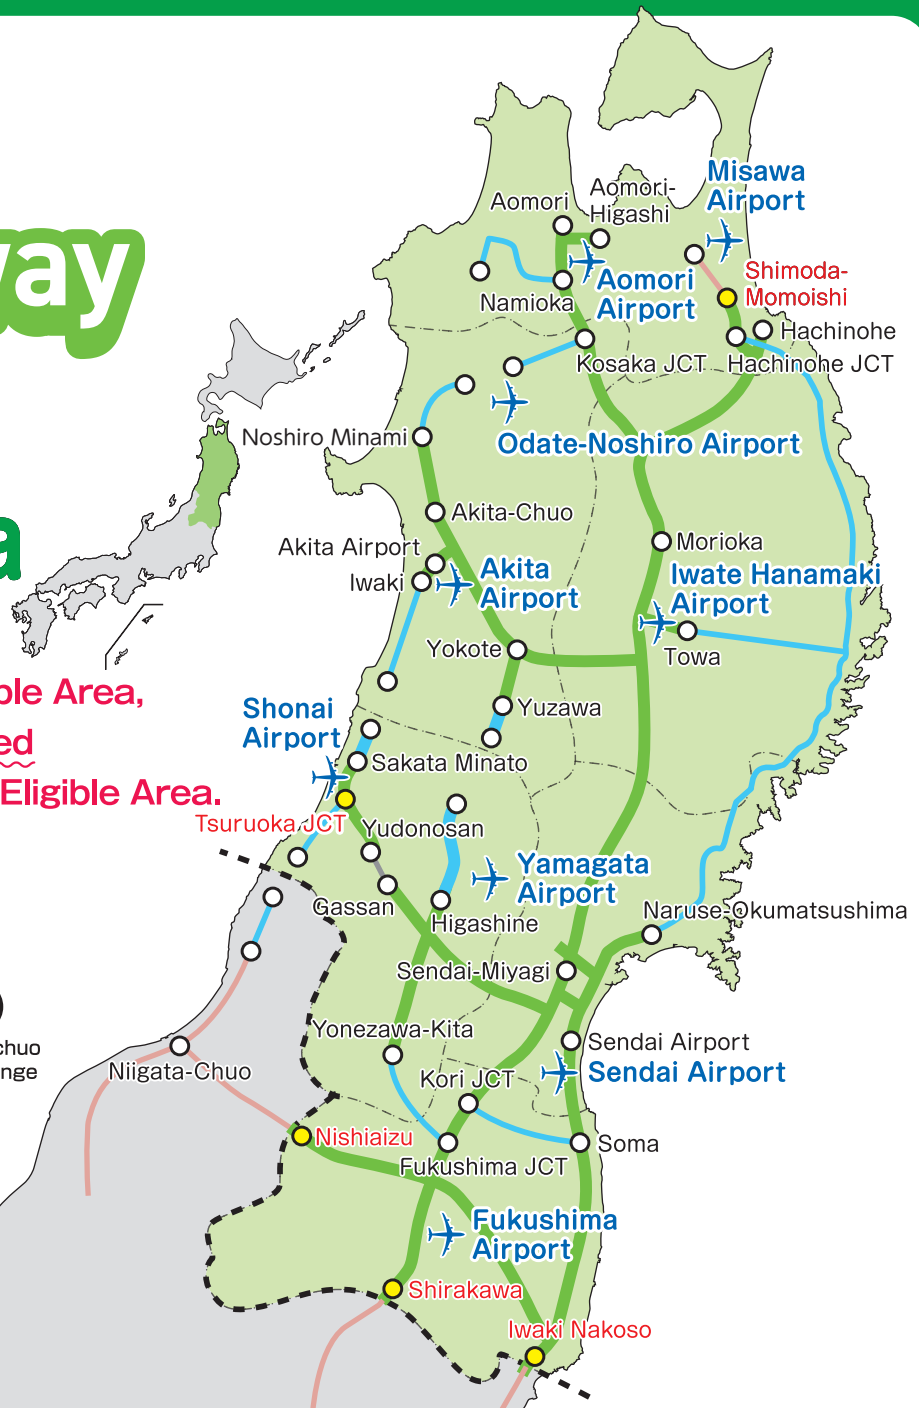 way
a
ble Area,
ed
Eligible Area.
chuo
nge
Misawa
Airport
Aomori-
Higashi
Aomori
Shimoda-
Momoishi
Aomori
Airport
Namioka
Hachinohe
Kosaka JCT
Hachinohe JCT
Noshiro Minami
Odate-Noshiro Airport
Akita-Chuo
Akita Airport
Morioka
Iwaki
Akita
Airport
Iwate Hanamaki
Airport
Yokote
Towa
Shonai
Airport
Yuzawa
Sakata Minato
Tsuruoka JCT
Yudonosan
Yamagata
Airport
Gassan
Higashine
Naruse-Okumatsushima
Sendai-Miyagi
Yonezawa-Kita
Sendai Airport
Niigata-Chuo
Kori JCT
Sendai Airport
Nishiaizu
Soma
Fukushima JCT
Fukushima
Airport
Shirakawa
Iwaki Nakoso